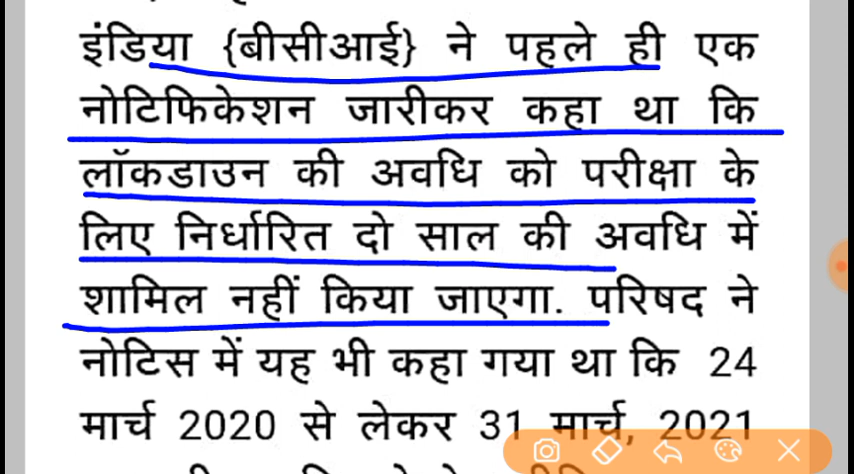 इंडिया {बीसीआई} ने पहले ही एक
नोटिफिकेशन जारीकर कहा था कि
लॉकडाउन की अवधि को परीक्षा के
लिए निर्धारित दो साल की अवधि में
शामिल नहीं किया जाएगा. परिषद ने
नोटिस में यह भी कहा गया था कि 24
मार्च 2020 से लेकर 31 मार्च, 2021